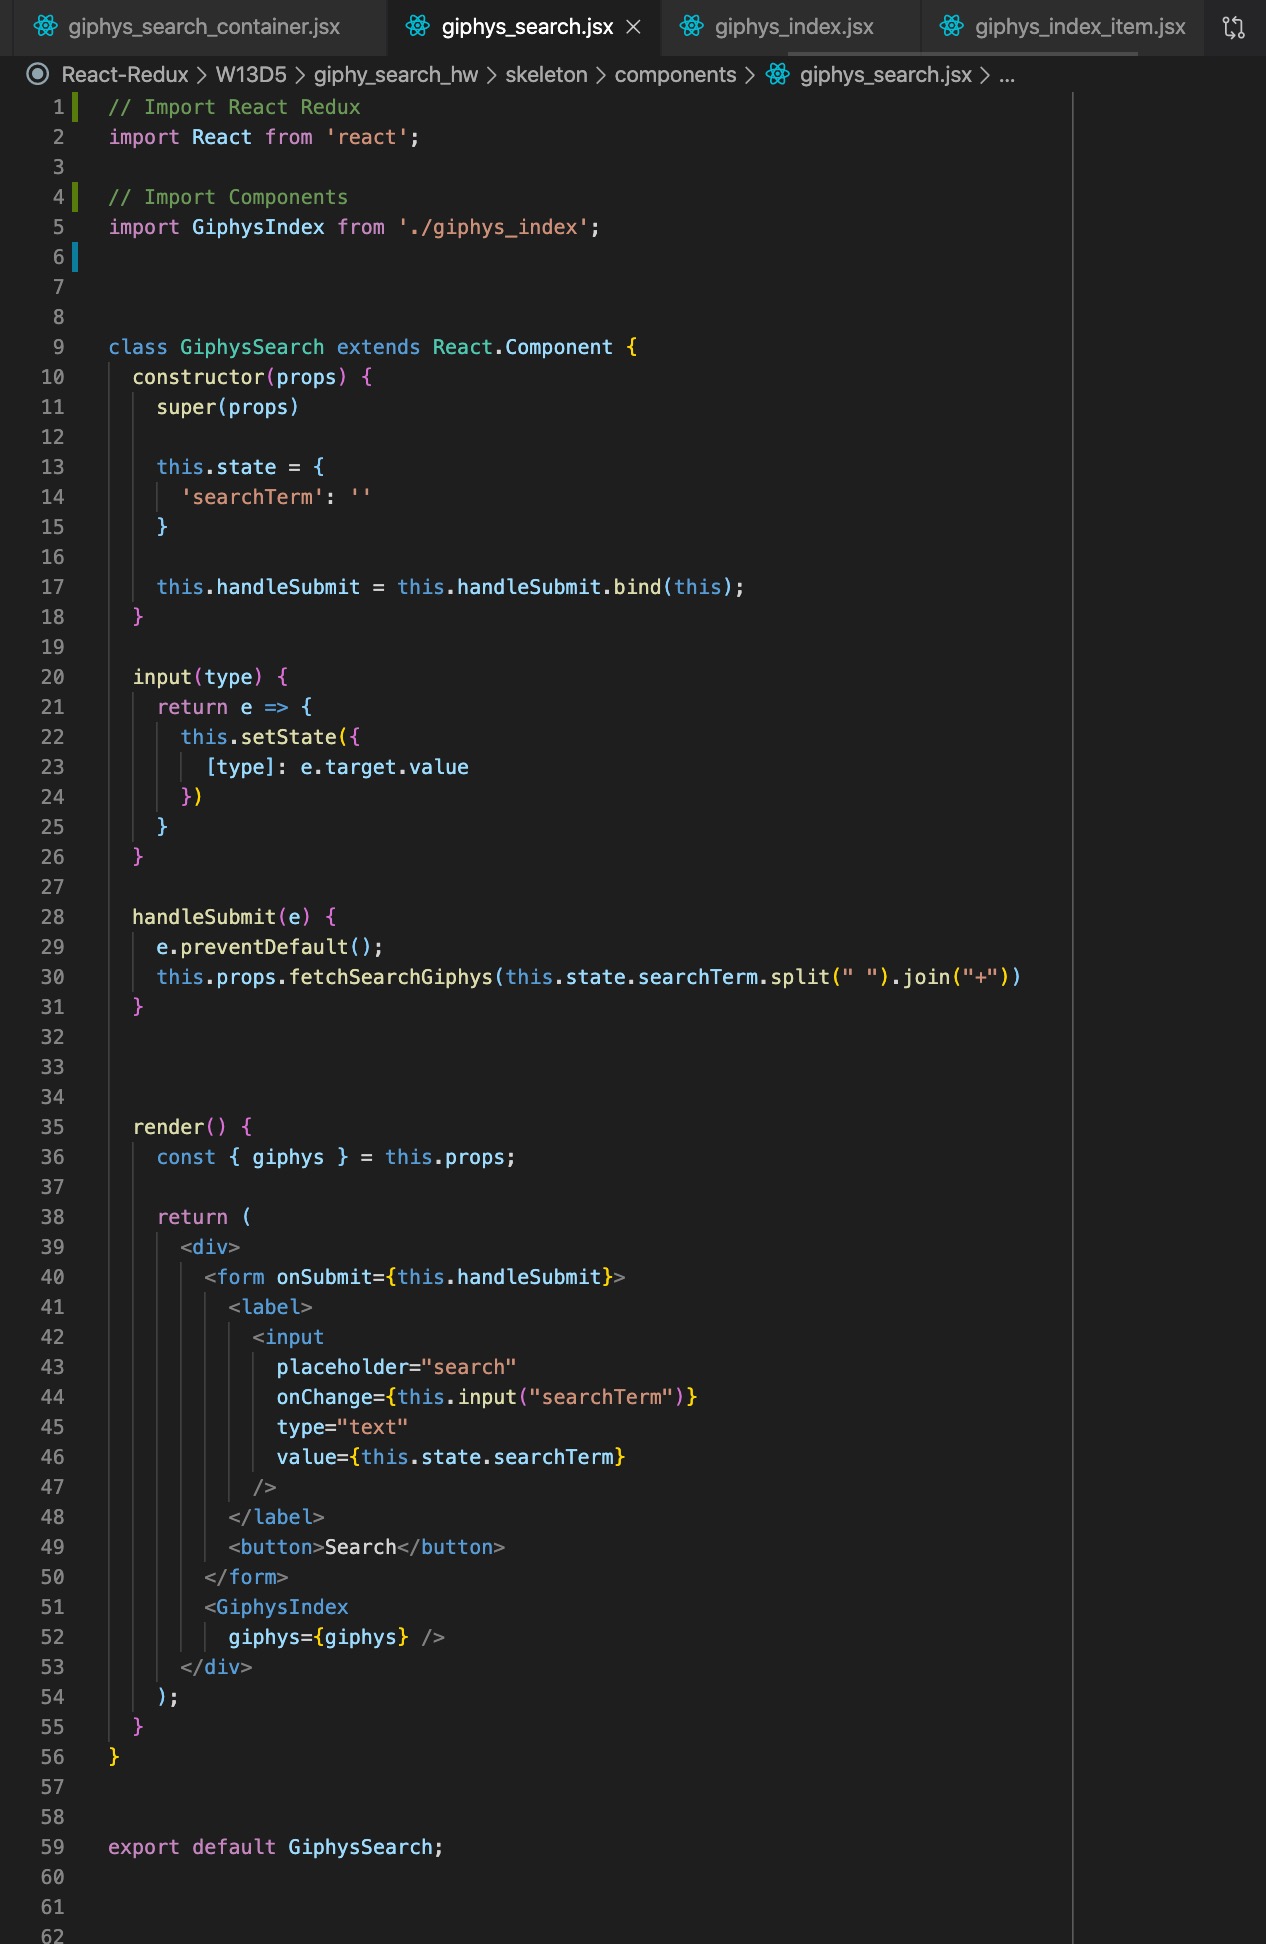 giphys_search_container.jsx giphys_search.jsx giphys_index.jsx giphys_index_item.jsx
React-Redux > W13D5 > giphy_search_hw > skeleton > components > giphys_search.jsx > ...
1 // Import React Redux
2 import React from 'react';
3
4 // Import Components
5 import GiphysIndex from './giphys_index';
6
7
8
9 class GiphysSearch extends React.Component {
10   constructor(props) {
11     super(props)
12
13     this.state = {
14       'searchTerm': ''
15     }
16
17     this.handleSubmit = this.handleSubmit.bind(this);
18   }
19
20   input(type) {
21     return e => {
22       this.setState({
23         [type]: e.target.value
24       })
25     }
26   }
27
28   handleSubmit(e) {
29     e.preventDefault();
30     this.props.fetchSearchGiphys(this.state.searchTerm.split(" ").join("+"))
31   }
32
33
34
35   render() {
36     const { giphys } = this.props;
37
38     return (
39       <div>
40         <form onSubmit={this.handleSubmit}>
41           <label>
42             <input
43               placeholder="search"
44               onChange={this.input("searchTerm")}
45               type="text"
46               value={this.state.searchTerm}
47             />
48           </label>
49           <button>Search</button>
50         </form>
51         <GiphysIndex
52           giphys={giphys} />
53       </div>
54     );
55   }
56 }
57
58
59 export default GiphysSearch;
60
61
62